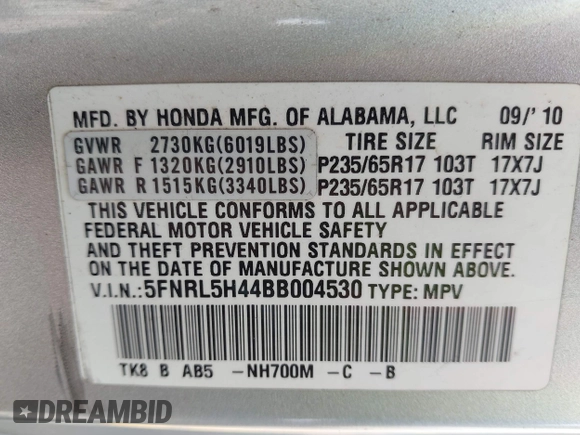 MFD. BY HONDA MFG. OF ALABAMA, LLC 09/' 10
GVWR 2730KG(6019LBS) TIRE SIZE RIM SIZE
GAWR F 1320KG(2910LBS) P235/65R17 103T 17X7J
GAWR R 1515KG(3340LBS) P235/65R17 103T 17X7J
THIS VEHICLE CONFORMS TO ALL APPLICABLE
FEDERAL MOTOR VEHICLE SAFETY
AND THEFT PREVENTION STANDARDS IN EFFECT
ON THE DATE OF MANUFACTURE SHOWN ABOVE.
V.I.N.: 5FNRL5H44BB004530 TYPE: MPV
TK8 B AB5 -NH700M -C -B
DREAMBID